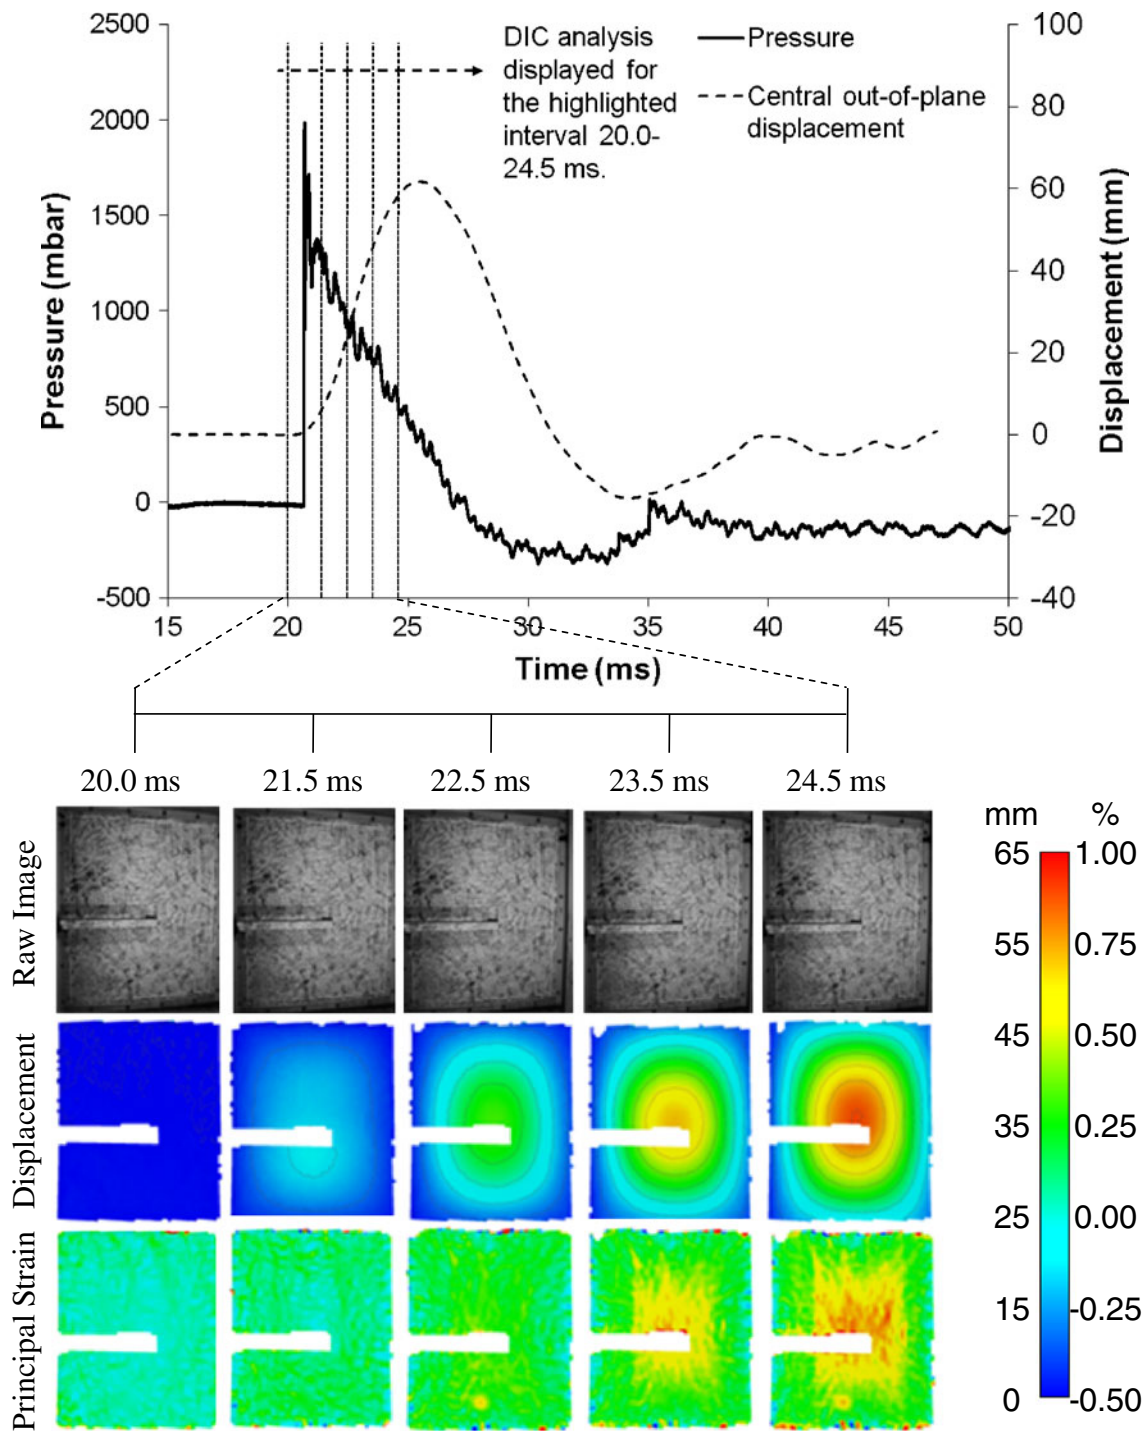 2500
2000
1500
1000
500
0
-500
Pressure (mbar)
DIC analysis
displayed for
the highlighted
interval 20.0-
24.5 ms.
Pressure
Central out-of-plane
displacement
100
80
60
40
20
0
-20
-40
Displacement (mm)
15 20 25 30 35 40 45 50
Time (ms)
20.0 ms 21.5 ms 22.5 ms 23.5 ms 24.5 ms
Raw Image
Displacement
Principal Strain
mm %
65 1.00
55 0.75
45 0.50
35 0.25
25 0.00
15 -0.25
0 -0.50